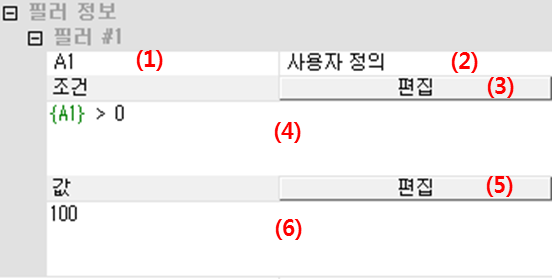 필러 정보
필러 #1
A1 (1) 사용자 정의 (2)
조건 편집 (3)
{A1} > 0 (4)
값 편집 (5)
100 (6)